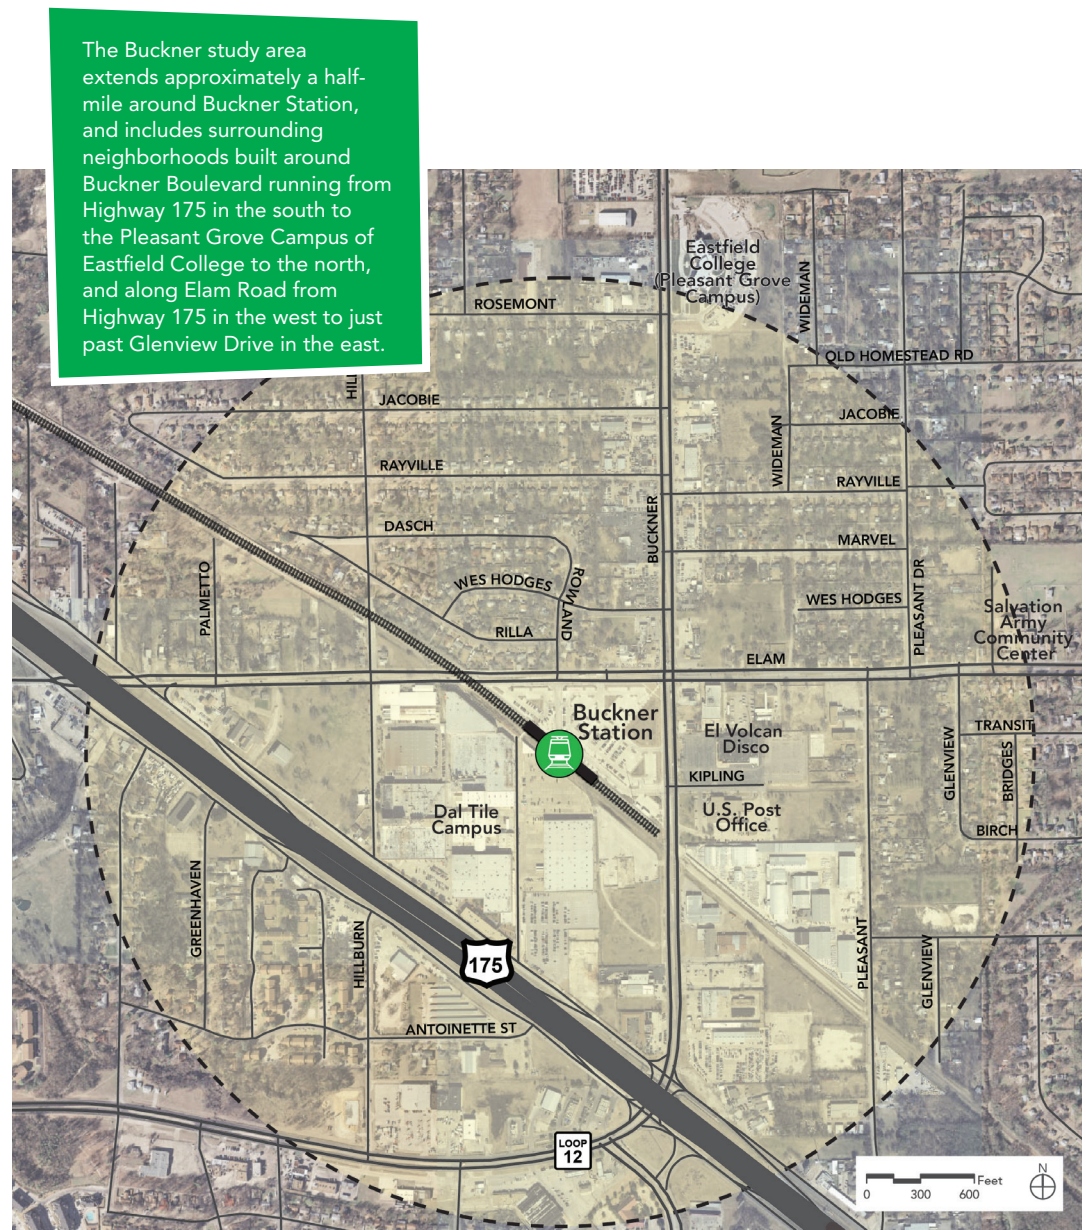 The Buckner study area
extends approximately a half-
mile around Buckner Station,
and includes surrounding
neighborhoods built around
Buckner Boulevard running from
Highway 175 in the south to
the Pleasant Grove Campus of
Eastfield College to the north,
and along Elam Road from
Highway 175 in the west to just
past Glenview Drive in the east.
Eastfield
College
(Pleasant Grove
Campus)
WIDEMAN
ROSEMONT
OLD HOMESTEAD RD
JACOBIE
JACOBIE
WIDEMAN
RAYVILLE
RAYVILLE
BUCKNER
DASCH
MARVEL
WES HODGES
ROWLAND
PALMETTO
WES HODGES
PLEASANT DR
Salvation
Army
Community
Center
RILLA
ELAM
Buckner
Station
El Volcan
Disco
TRANSIT
GLENVIEW
BRIDGES
KIPLING
Dal Tile
Campus
U.S. Post
Office
BIRCH
GREENHAVEN
HILLBURN
175
PLEASANT
GLENVIEW
ANTOINETTE ST
LOOP
12
N
Feet
0 300 600